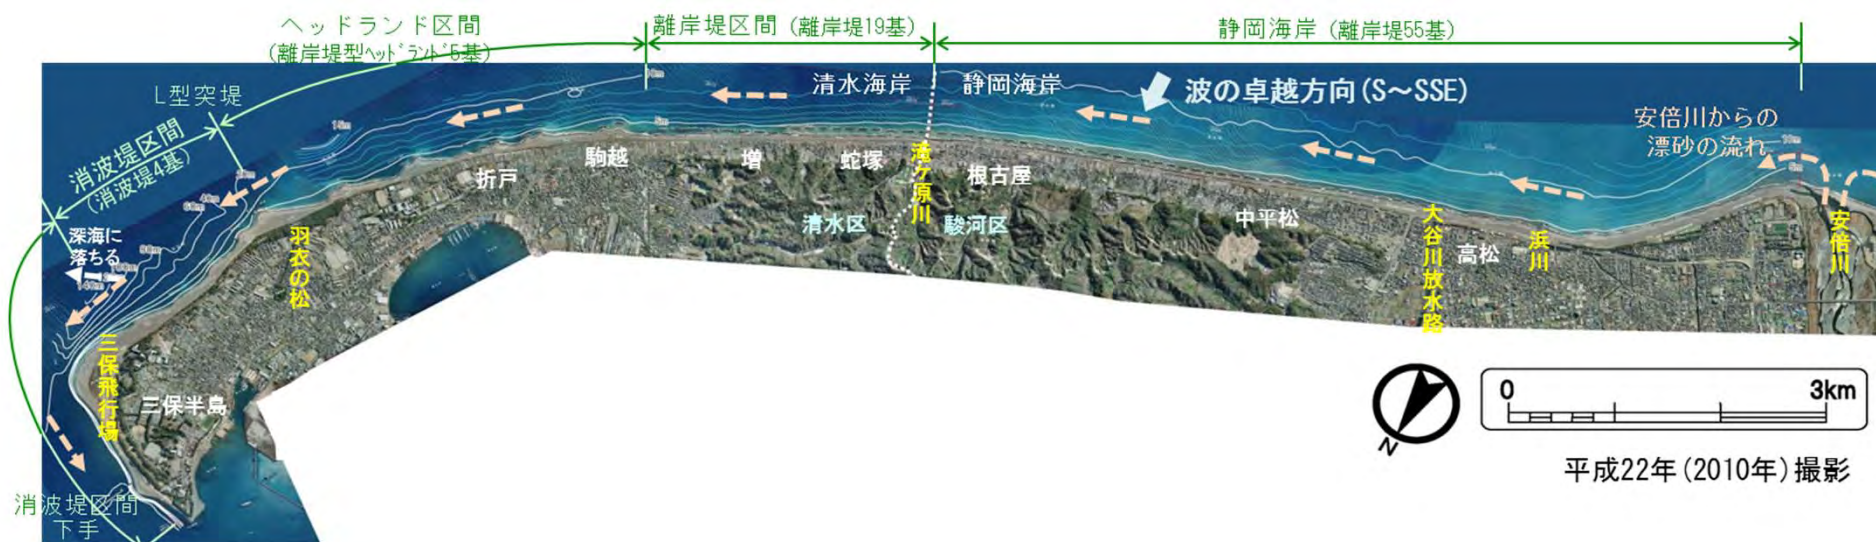 ヘッドランド区間
(離岸堤型ヘッドランド5基)
離岸堤区間 (離岸堤19基)
静岡海岸 (離岸堤55基)
L型突堤
消波堤区間
(消波堤4基)
清水海岸
静岡海岸
波の卓越方向(S～SSE)
安倍川からの
漂砂の流れ
10m
5m
15m
5m
駒越
増
蛇塚
滝ヶ原川
根古屋
折戸
清水区
駿河区
中平松
大谷川放水路
高松
浜川
安倍川
深海に
落ちる
羽衣の松
三保飛行場
三保半島
消波堤区間
下手
N
0
3km
平成22年(2010年)撮影